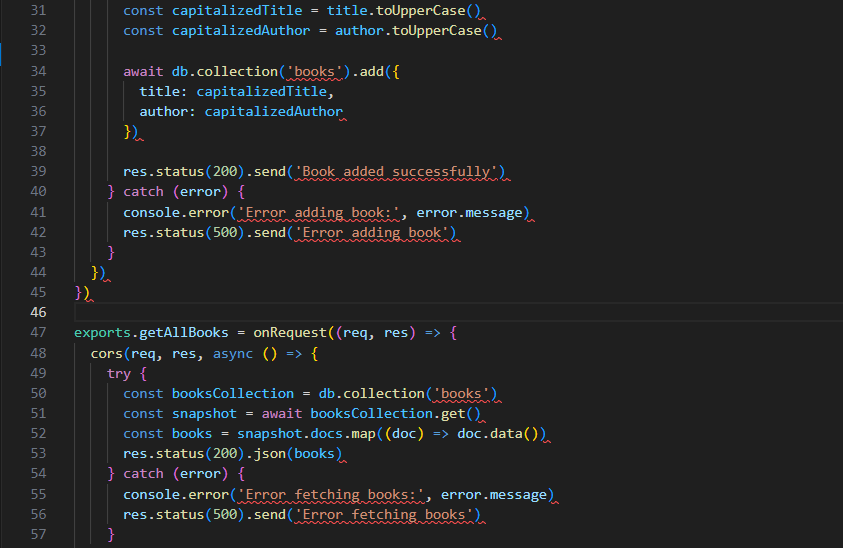 31 const capitalizedTitle = title.toUpperCase()
32 const capitalizedAuthor = author.toUpperCase()
33
34 await db.collection('books').add({
35 title: capitalizedTitle,
36 author: capitalizedAuthor
37 })
38
39 res.status(200).send('Book added successfully')
40 } catch (error) {
41 console.error('Error adding book:', error.message)
42 res.status(500).send('Error adding book')
43 }
44 })
45 })
46
47 exports.getAllBooks = onRequest((req, res) => {
48 cors(req, res, async () => {
49 try {
50 const booksCollection = db.collection('books')
51 const snapshot = await booksCollection.get()
52 const books = snapshot.docs.map((doc) => doc.data())
53 res.status(200).json(books)
54 } catch (error) {
55 console.error('Error fetching books:', error.message)
56 res.status(500).send('Error fetching books')
57 }